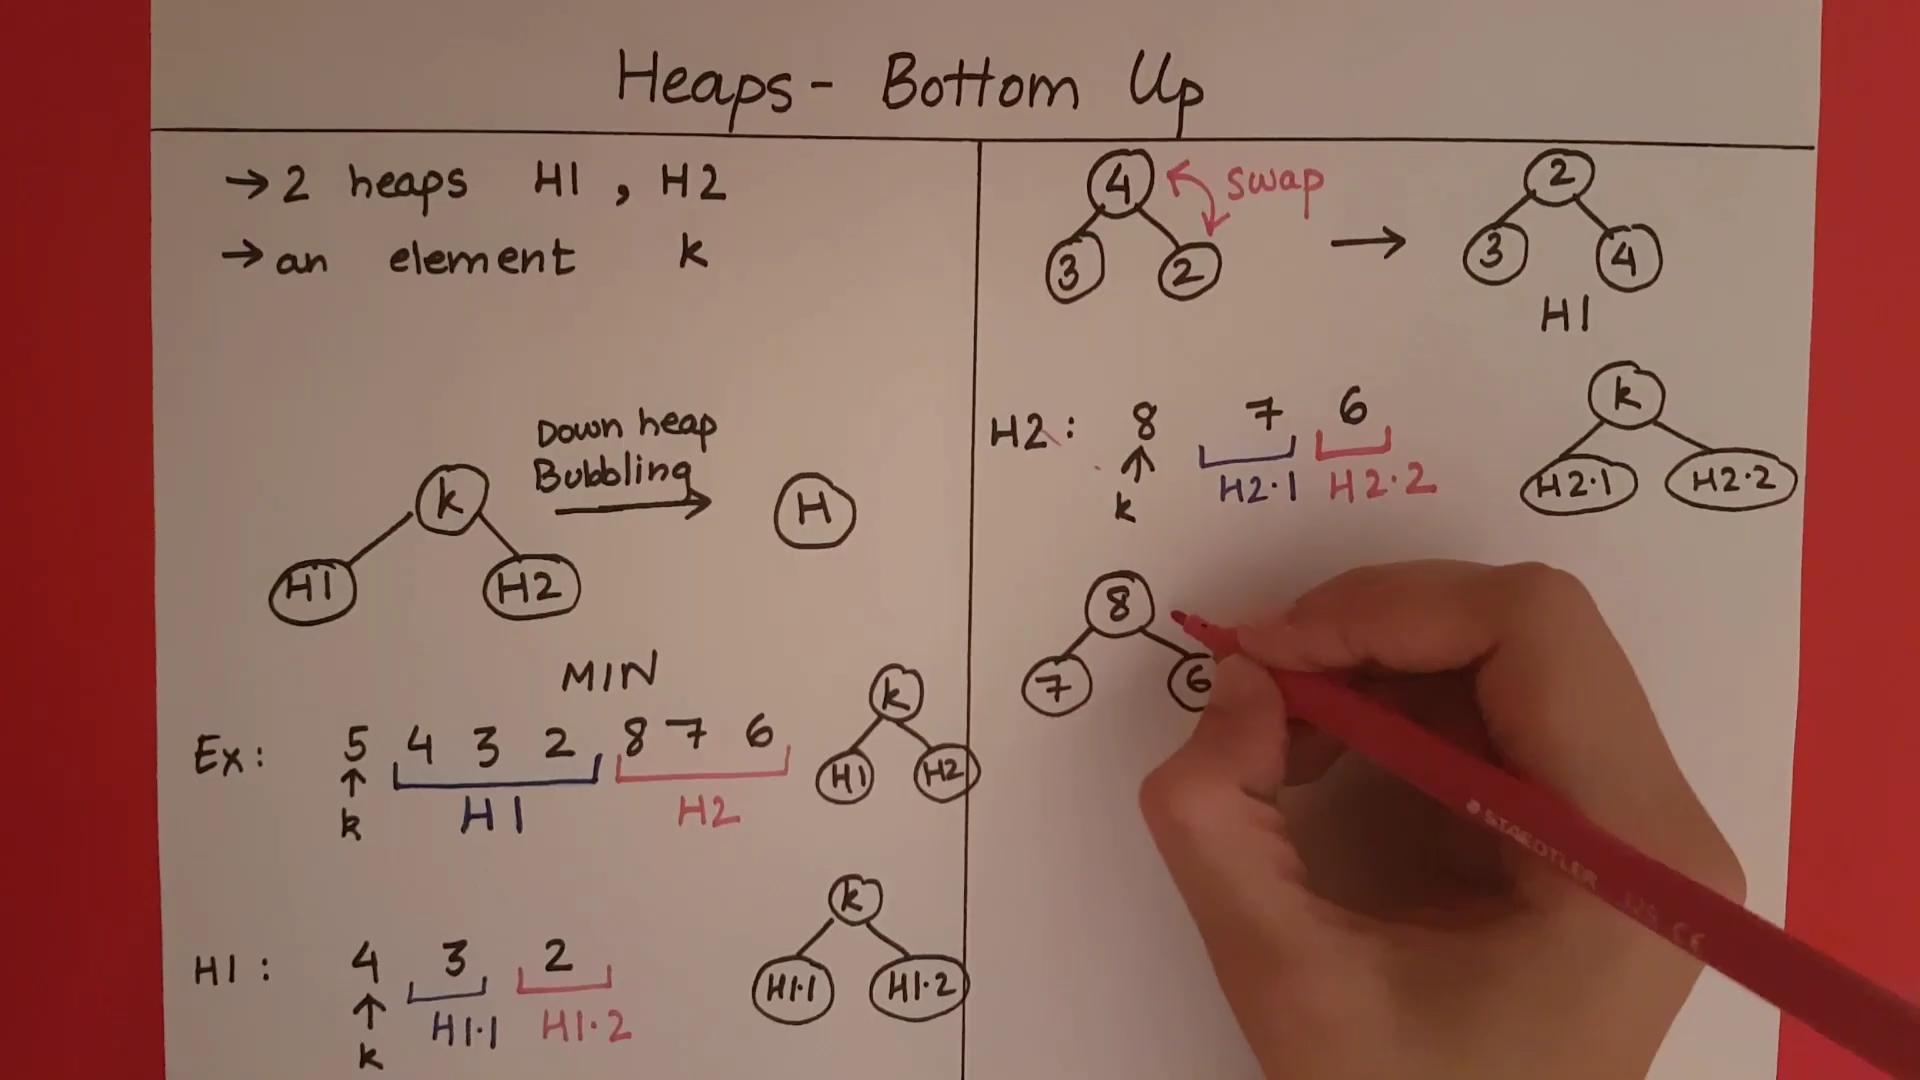 Heaps - Bottom Up
→ 2 heaps H1 , H2
→ an element k
Down heap
Bubbling
k
H1 H2
H
MIN
Ex: 5 4 3 2 8 7 6
↑
k
H1
H2
k
H1 H2
H1: 4 3 2
↑
k
H1·1
H1·2
k
H1·1 H1·2
4
3 2
swap
→
2
3 4
H1
H2: 8 7 6
↑
k
H2·1 H2·2
k
H2·1 H2·2
8
7 6
STAEDTLER